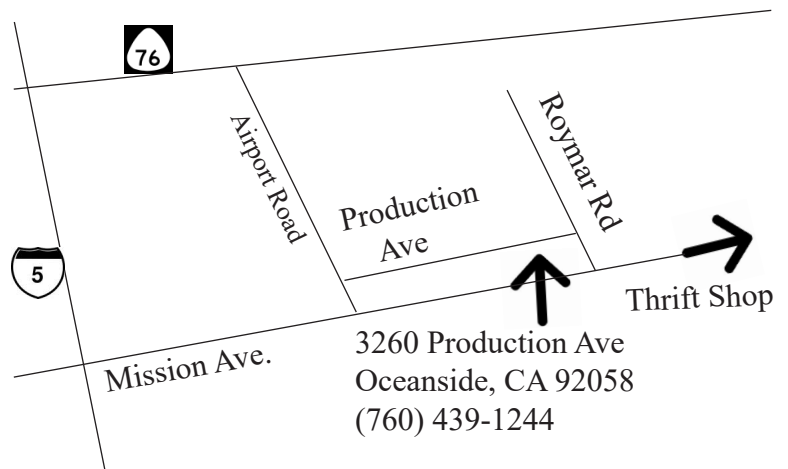 76
Airport Road
Roymar Rd
Production
Ave
5
Thrift Shop
Mission Ave.
3260 Production Ave
Oceanside, CA 92058
(760) 439-1244